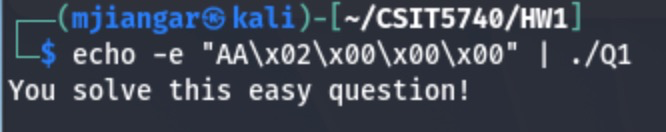 ┌──(mjiangar㉿kali)-[~/CSIT5740/HW1]
└─$ echo -e "AA\x02\x00\x00\x00" | ./Q1
You solve this easy question!